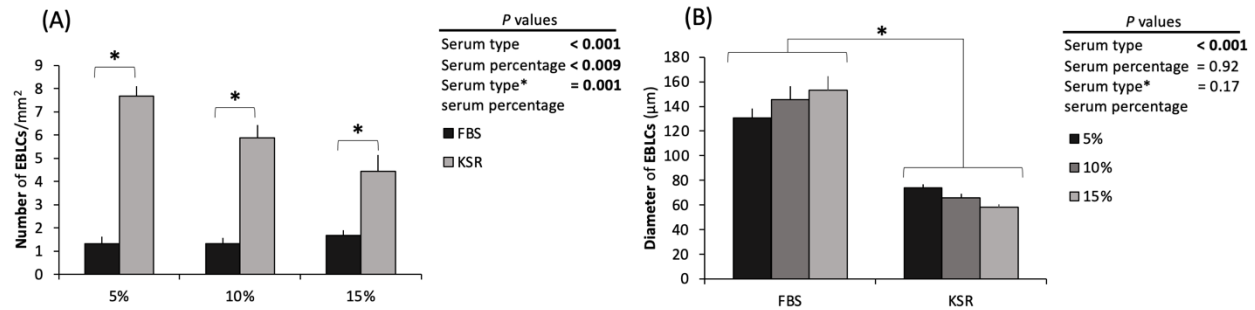 (A)
P values
Serum type < 0.001
Serum percentage < 0.009
Serum type* = 0.001
serum percentage
FBS
KSR
Number of EBLCs/mm²
9
8
7
6
5
4
3
2
1
0
* * *
5% 10% 15%
(B)
P values
Serum type < 0.001
Serum percentage = 0.92
Serum type* = 0.17
serum percentage
5%
10%
15%
Diameter of EBLCs (µm)
180
160
140
120
100
80
60
40
20
0
*
FBS KSR